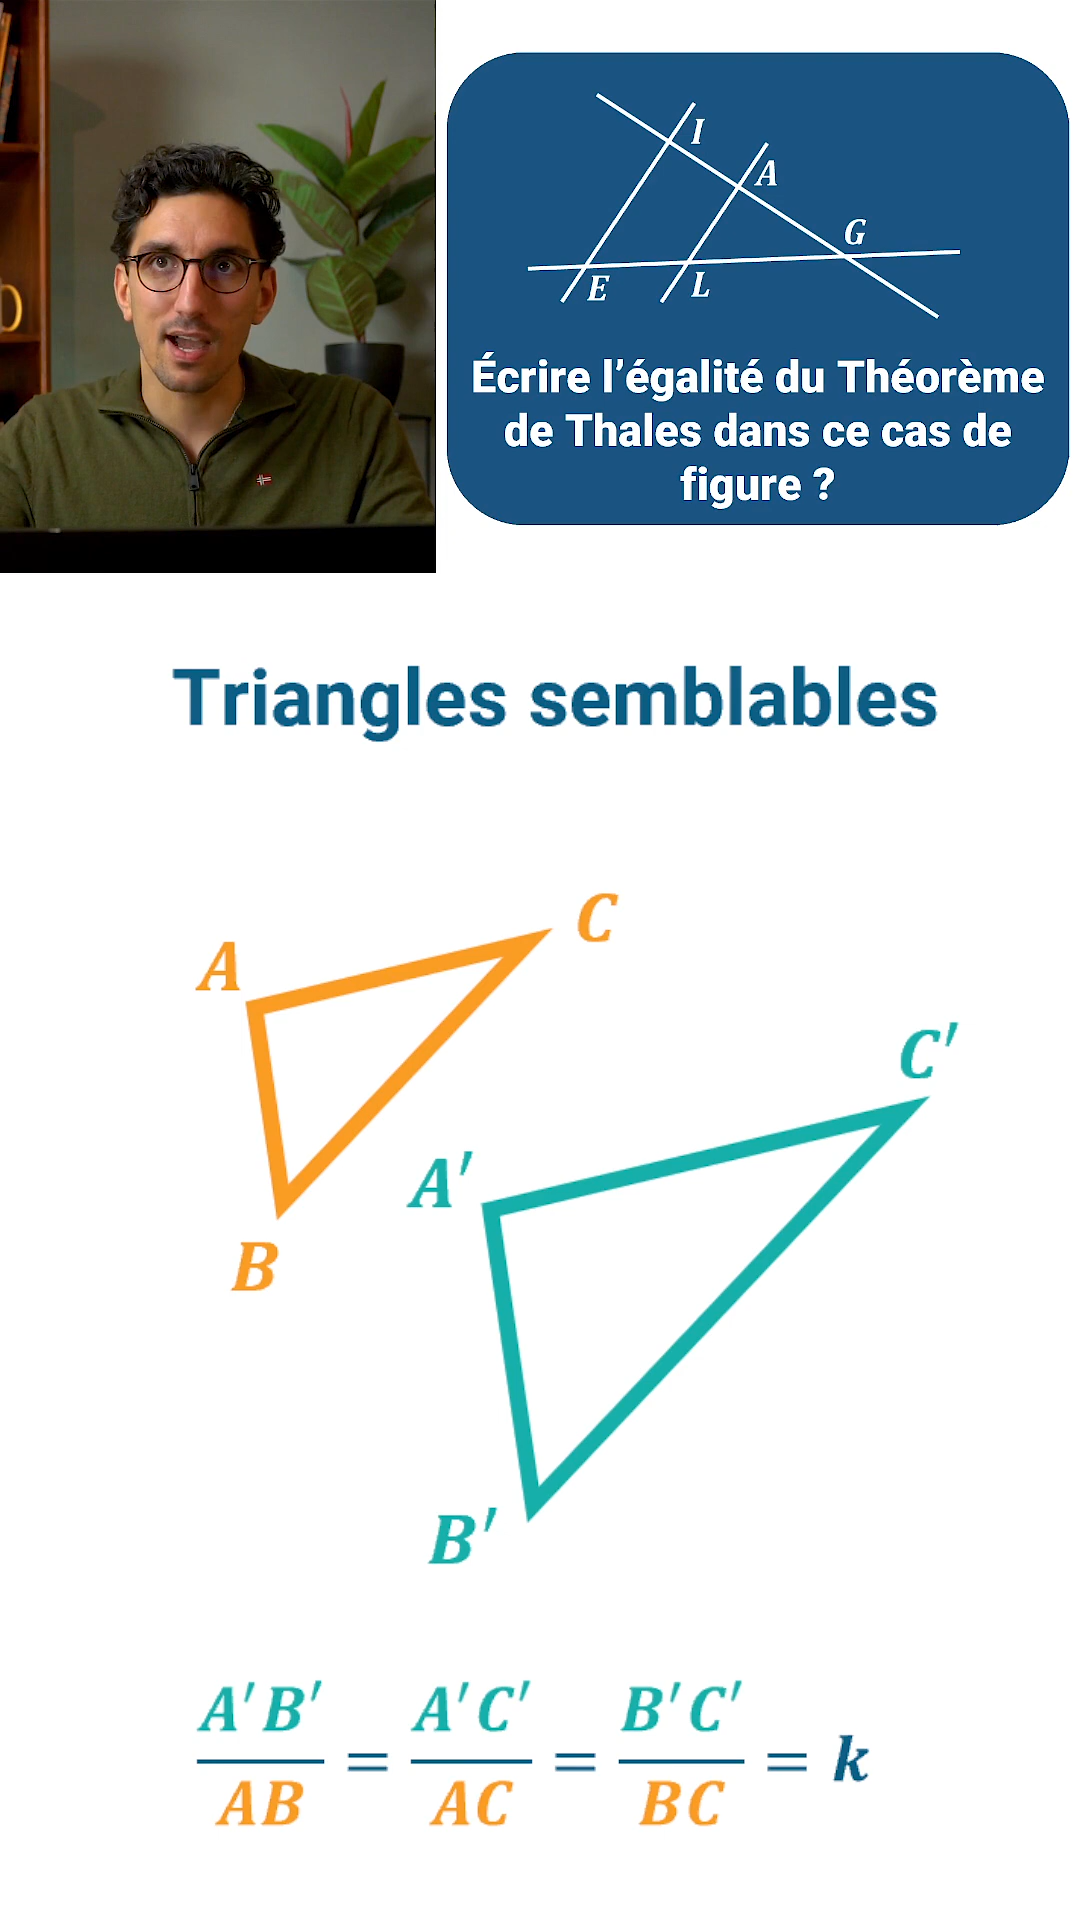 I
A
G
E
L
Écrire l’égalité du Théorème
de Thales dans ce cas de
figure ?
Triangles semblables
C
A
C'
A'
B
B'
A'B'/AB = A'C'/AC = B'C'/BC = k